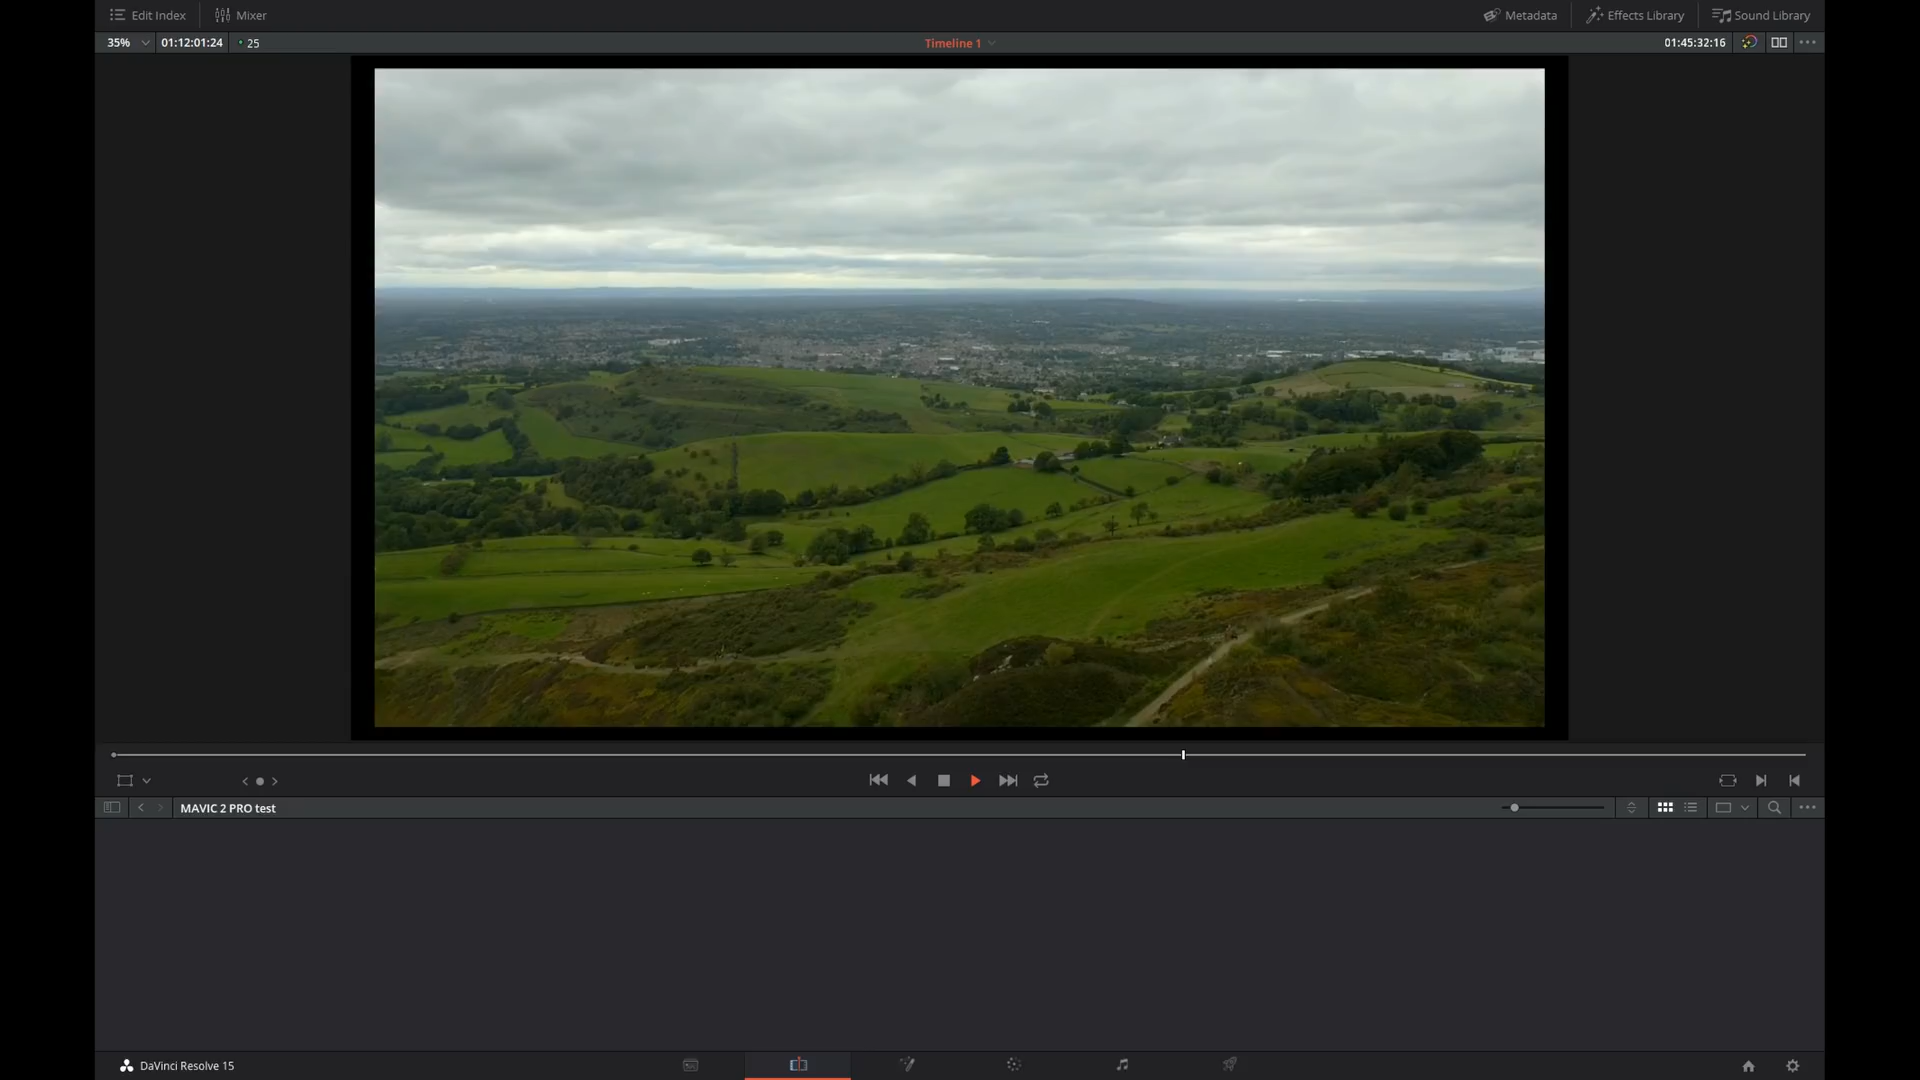 Edit Index
Mixer
Metadata
Effects Library
Sound Library
35%
01:12:01:24
25
Timeline 1
01:45:32:16
MAVIC 2 PRO test
DaVinci Resolve 15